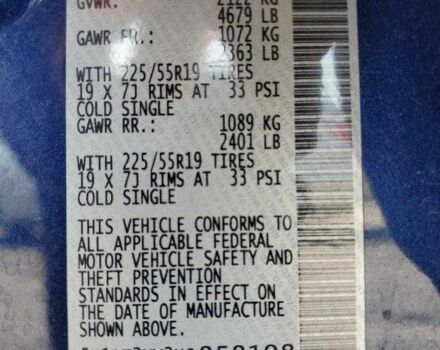 GVWR. 2122 KG
4679 LB
GAWR FR.: 1072 KG
2363 LB
WITH 225/55R19 TIRES
19 X 7J RIMS AT 33 PSI
COLD SINGLE
GAWR RR.: 1089 KG
2401 LB
WITH 225/55R19 TIRES
19 X 7J RIMS AT 33 PSI
COLD SINGLE
THIS VEHICLE CONFORMS TO
ALL APPLICABLE FEDERAL
MOTOR VEHICLE SAFETY AND
THEFT PREVENTION
STANDARDS IN EFFECT ON
THE DATE OF MANUFACTURE
SHOWN ABOVE.